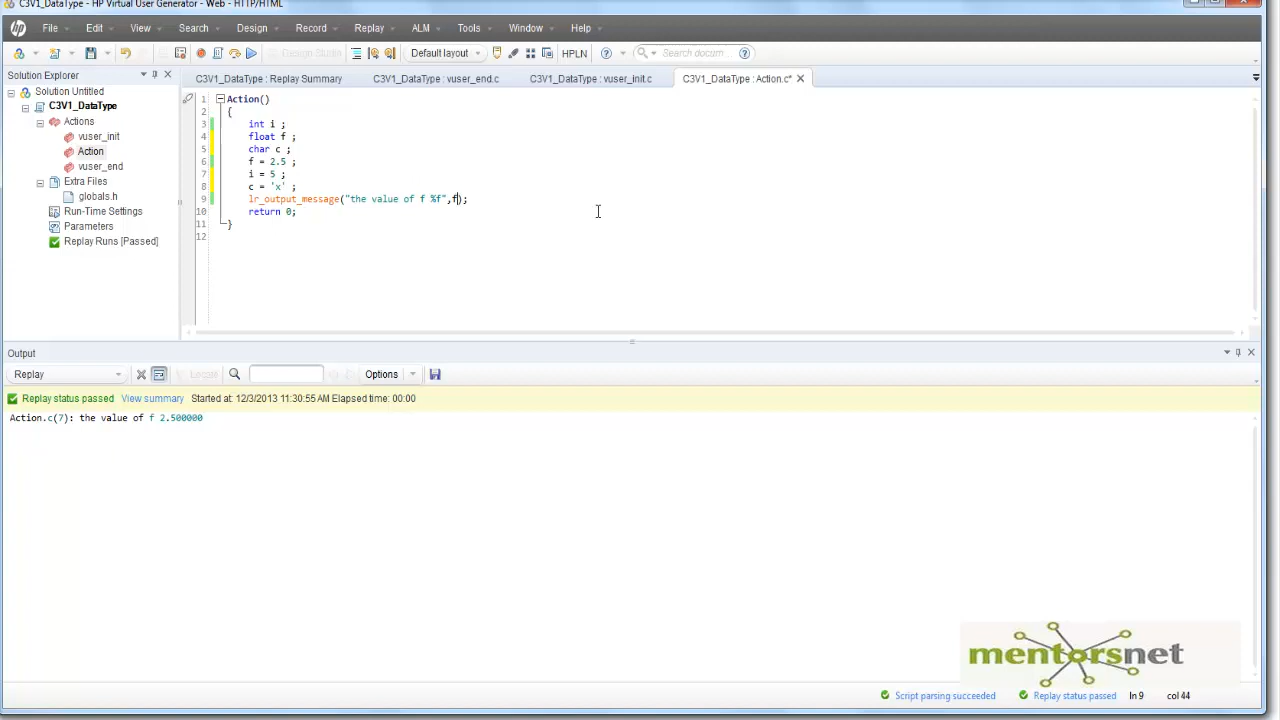 C3V1_DataType - HP Virtual User Generator - Web - HTTP/HTML
hp File Edit View Search Design Record Replay ALM Tools Window Help
Design Studio Default layout HPLN Search docum
Solution Explorer
Solution Untitled
C3V1_DataType
Actions
vuser_init
Action
vuser_end
Extra Files
globals.h
Run-Time Settings
Parameters
Replay Runs [Passed]
C3V1_DataType : Replay Summary C3V1_DataType : vuser_end.c C3V1_DataType : vuser_init.c C3V1_DataType : Action.c*
1 Action()
2 {
3 int i ;
4 float f ;
5 char c ;
6 f = 2.5 ;
7 i = 5 ;
8 c = 'x' ;
9 lr_output_message("the value of f %f",f);
10 return 0;
11 }
12
Output
Replay Locate Options
Replay status passed View summary Started at: 12/3/2013 11:30:55 AM Elapsed time: 00:00
Action.c(7): the value of f 2.500000
mentorsnet
Script parsing succeeded Replay status passed ln 9 col 44